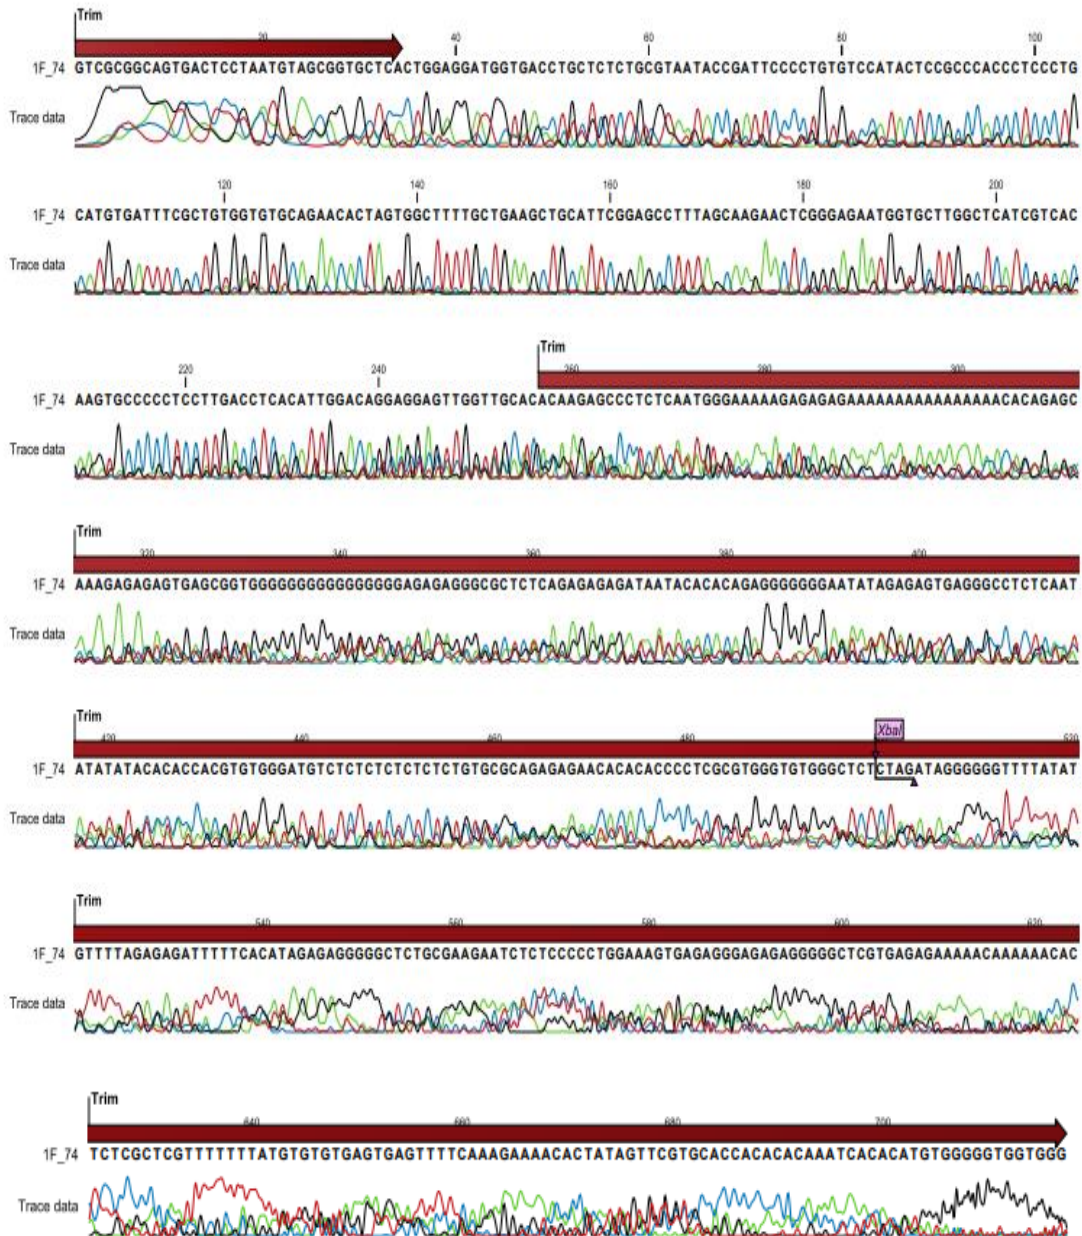 Trim
20 40 60 80 100
1F_74 GTCGCGGCAGTGACTCCTAATGTAGCGGTGCTCACTGGAGGATGGTGACCTGCTCTCTGCGTAATACCGATTCCCCTGTGTCCATACTCCGCCCACCCTCCCTG
Trace data
120 140 160 180 200
1F_74 CATGTGATTTCGCTGTGGTGTGCAGAACACTAGTGGCTTTTGCTGAAGCTGCATTCGGAGCCTTTAGCAAGAACTCGGGAGAATGGTGCTTGGCTCATCGTCAC
Trace data
Trim
220 240 260 280 300
1F_74 AAGTGCCCCCTCCTTGACCTCACATTGGACAGGAGGAGTTGGTTGCACACAAGAGCCCTCTCAATGGGAAAAAGAGAGAGAAAAAAAAAAAAAAAACACAGAGC
Trace data
Trim
320 340 360 380 400
1F_74 AAAGAGAGAGTGAGCGGTGGGGGGGGGGGGGGGGAGAGAGGGCGCTCTCAGAGAGAGATAATACACACAGAGGGGGGGAATATAGAGAGTGAGGGCCTCTCAAT
Trace data
Trim
420 440 460 480 XbaI 520
1F_74 ATATATACACACCACGTGTGGGATGTCTCTCTCTCTCTCTGTGCGCAGAGAGAACACACACCCCTCGCGTGGGTGTGGGCTCTCTAGATAGGGGGGTTTTATAT
Trace data
Trim
540 560 580 600 620
1F_74 GTTTTAGAGAGATTTTTCACATAGAGAGGGGGCTCTGCGAAGAATCTCTCCCCCTGGAAAGTGAGAGGGAGAGAGGGGGCTCGTGAGAGAAAAACAAAAAACAC
Trace data
Trim
640 660 680 700
1F_74 TCTCGCTCGTTTTTTTATGTGTGTGAGTGAGTTTTCAAAGAAAACACTATAGTTCGTGCACCACACACAAATCACACATGTGGGGGTGGTGGG
Trace data